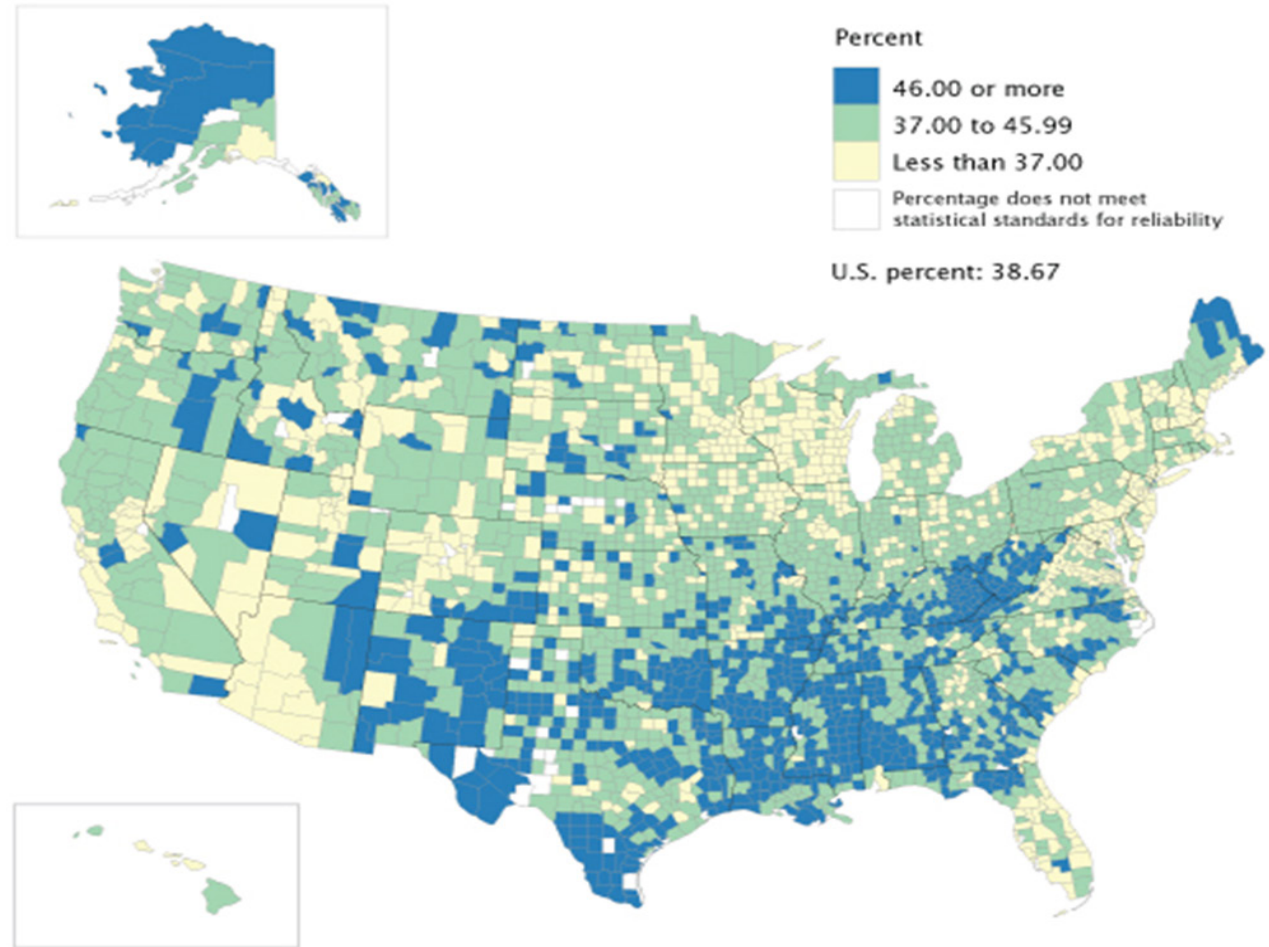 Percent
46.00 or more
37.00 to 45.99
Less than 37.00
Percentage does not meet
statistical standards for reliability
U.S. percent: 38.67